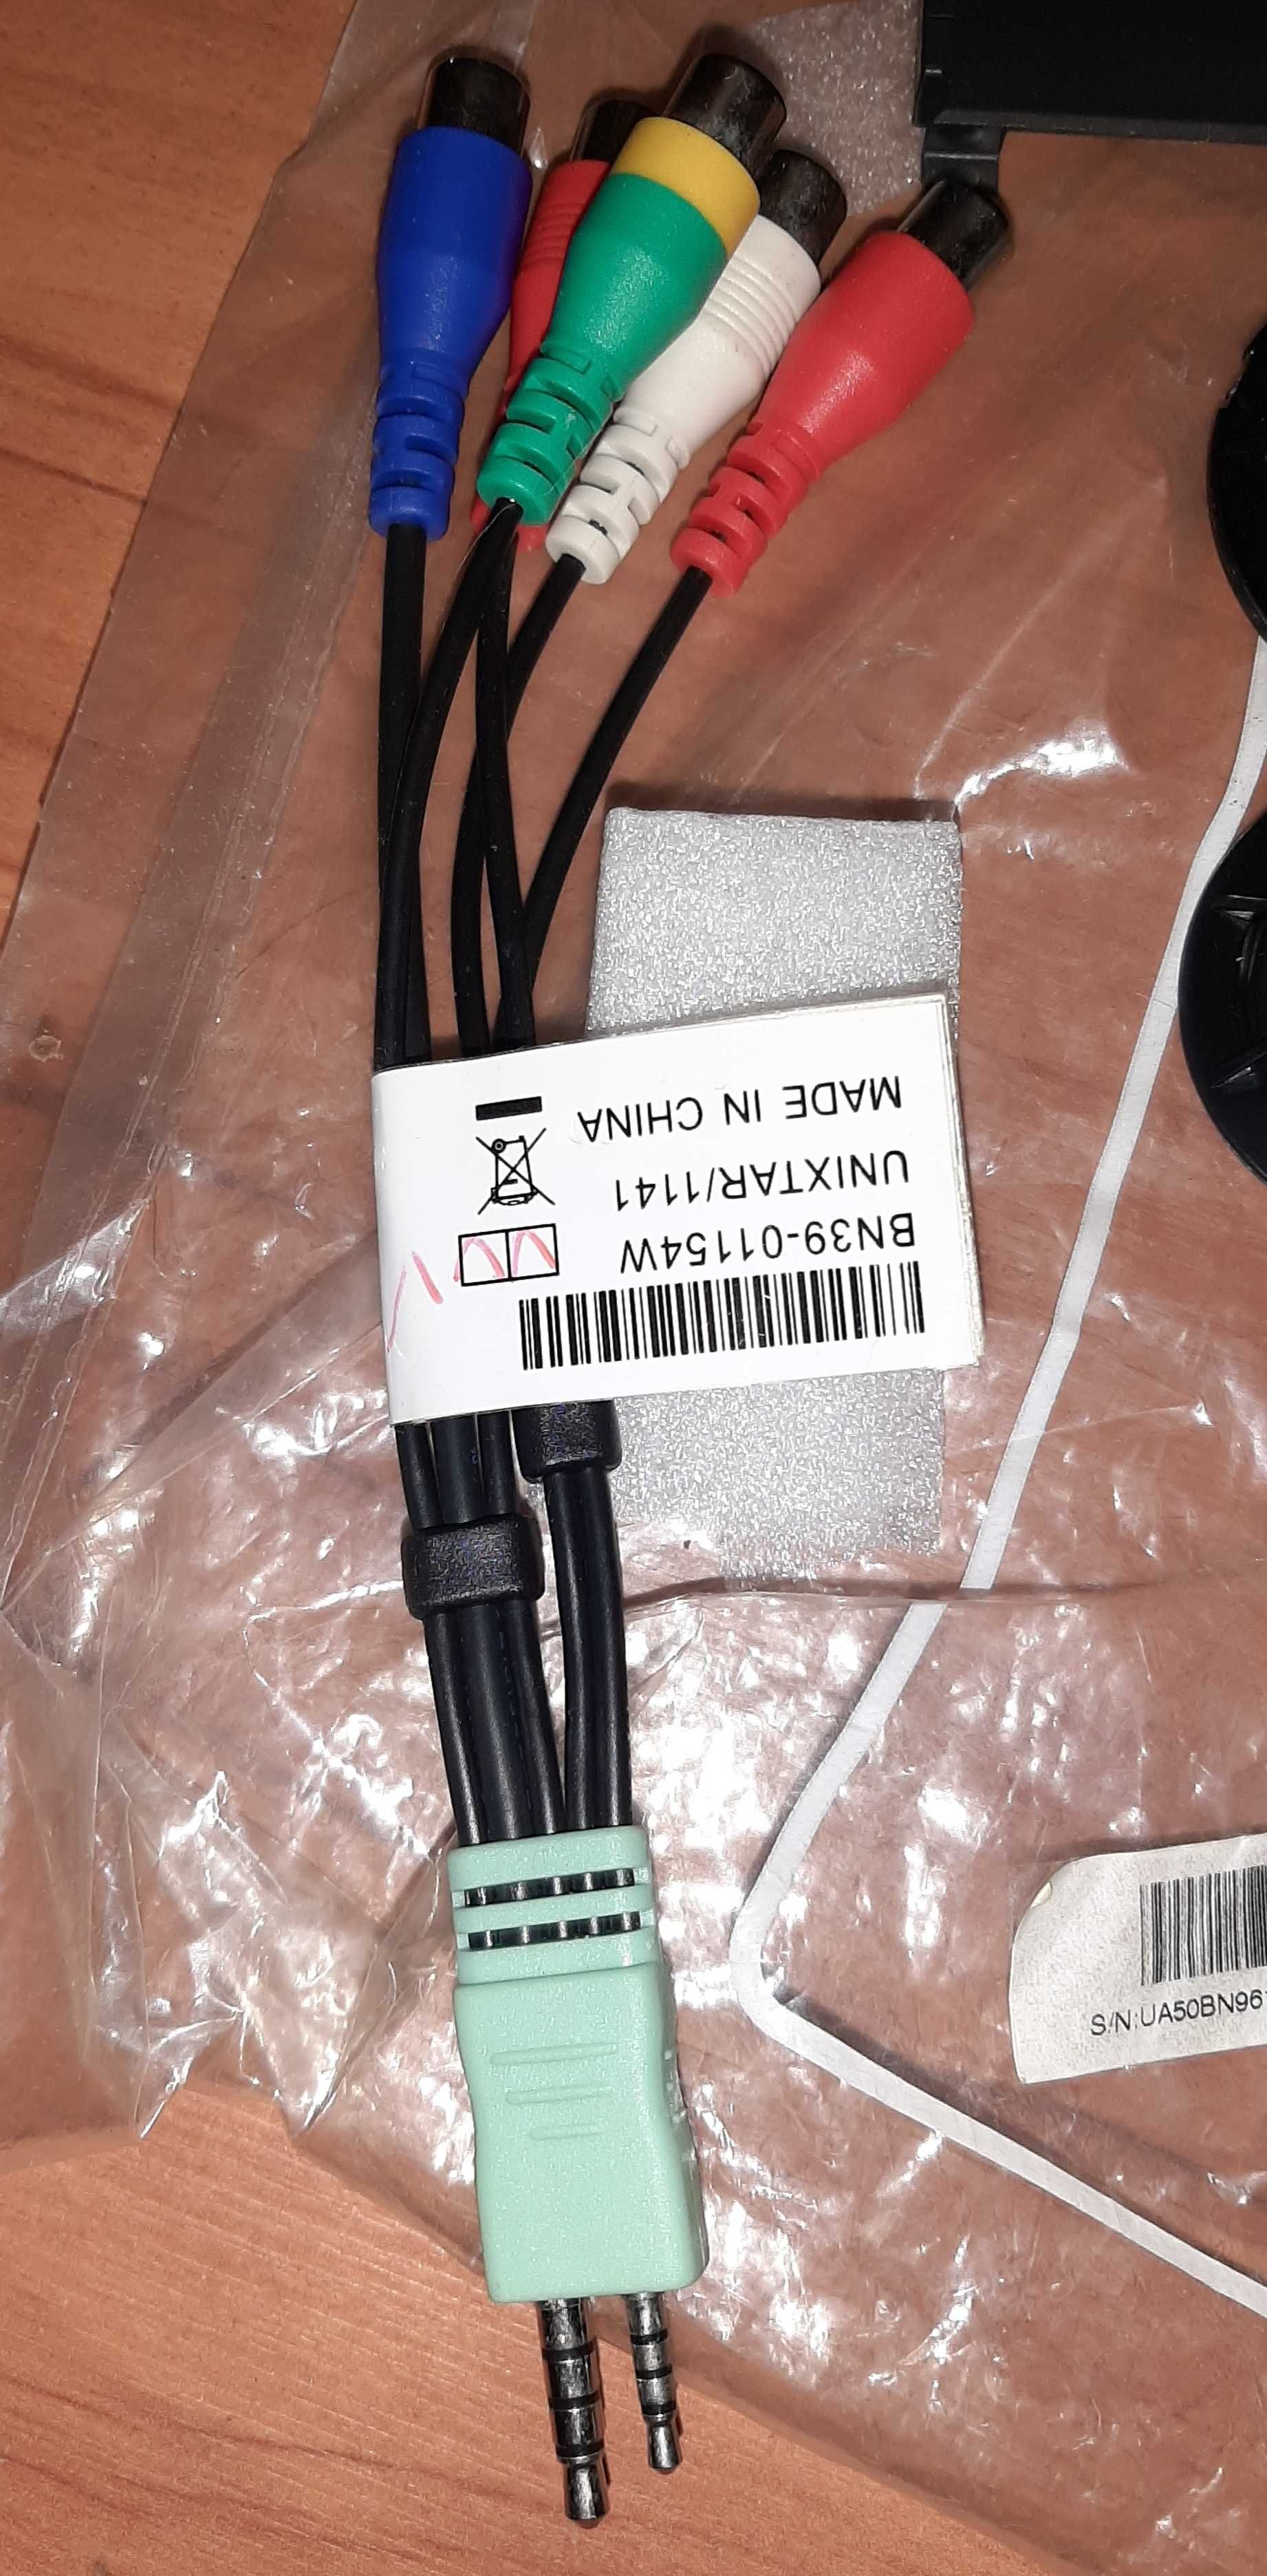 BN39-01154W
UNIXTAR/1141
MADE IN CHINA
S/N:UA50BN96